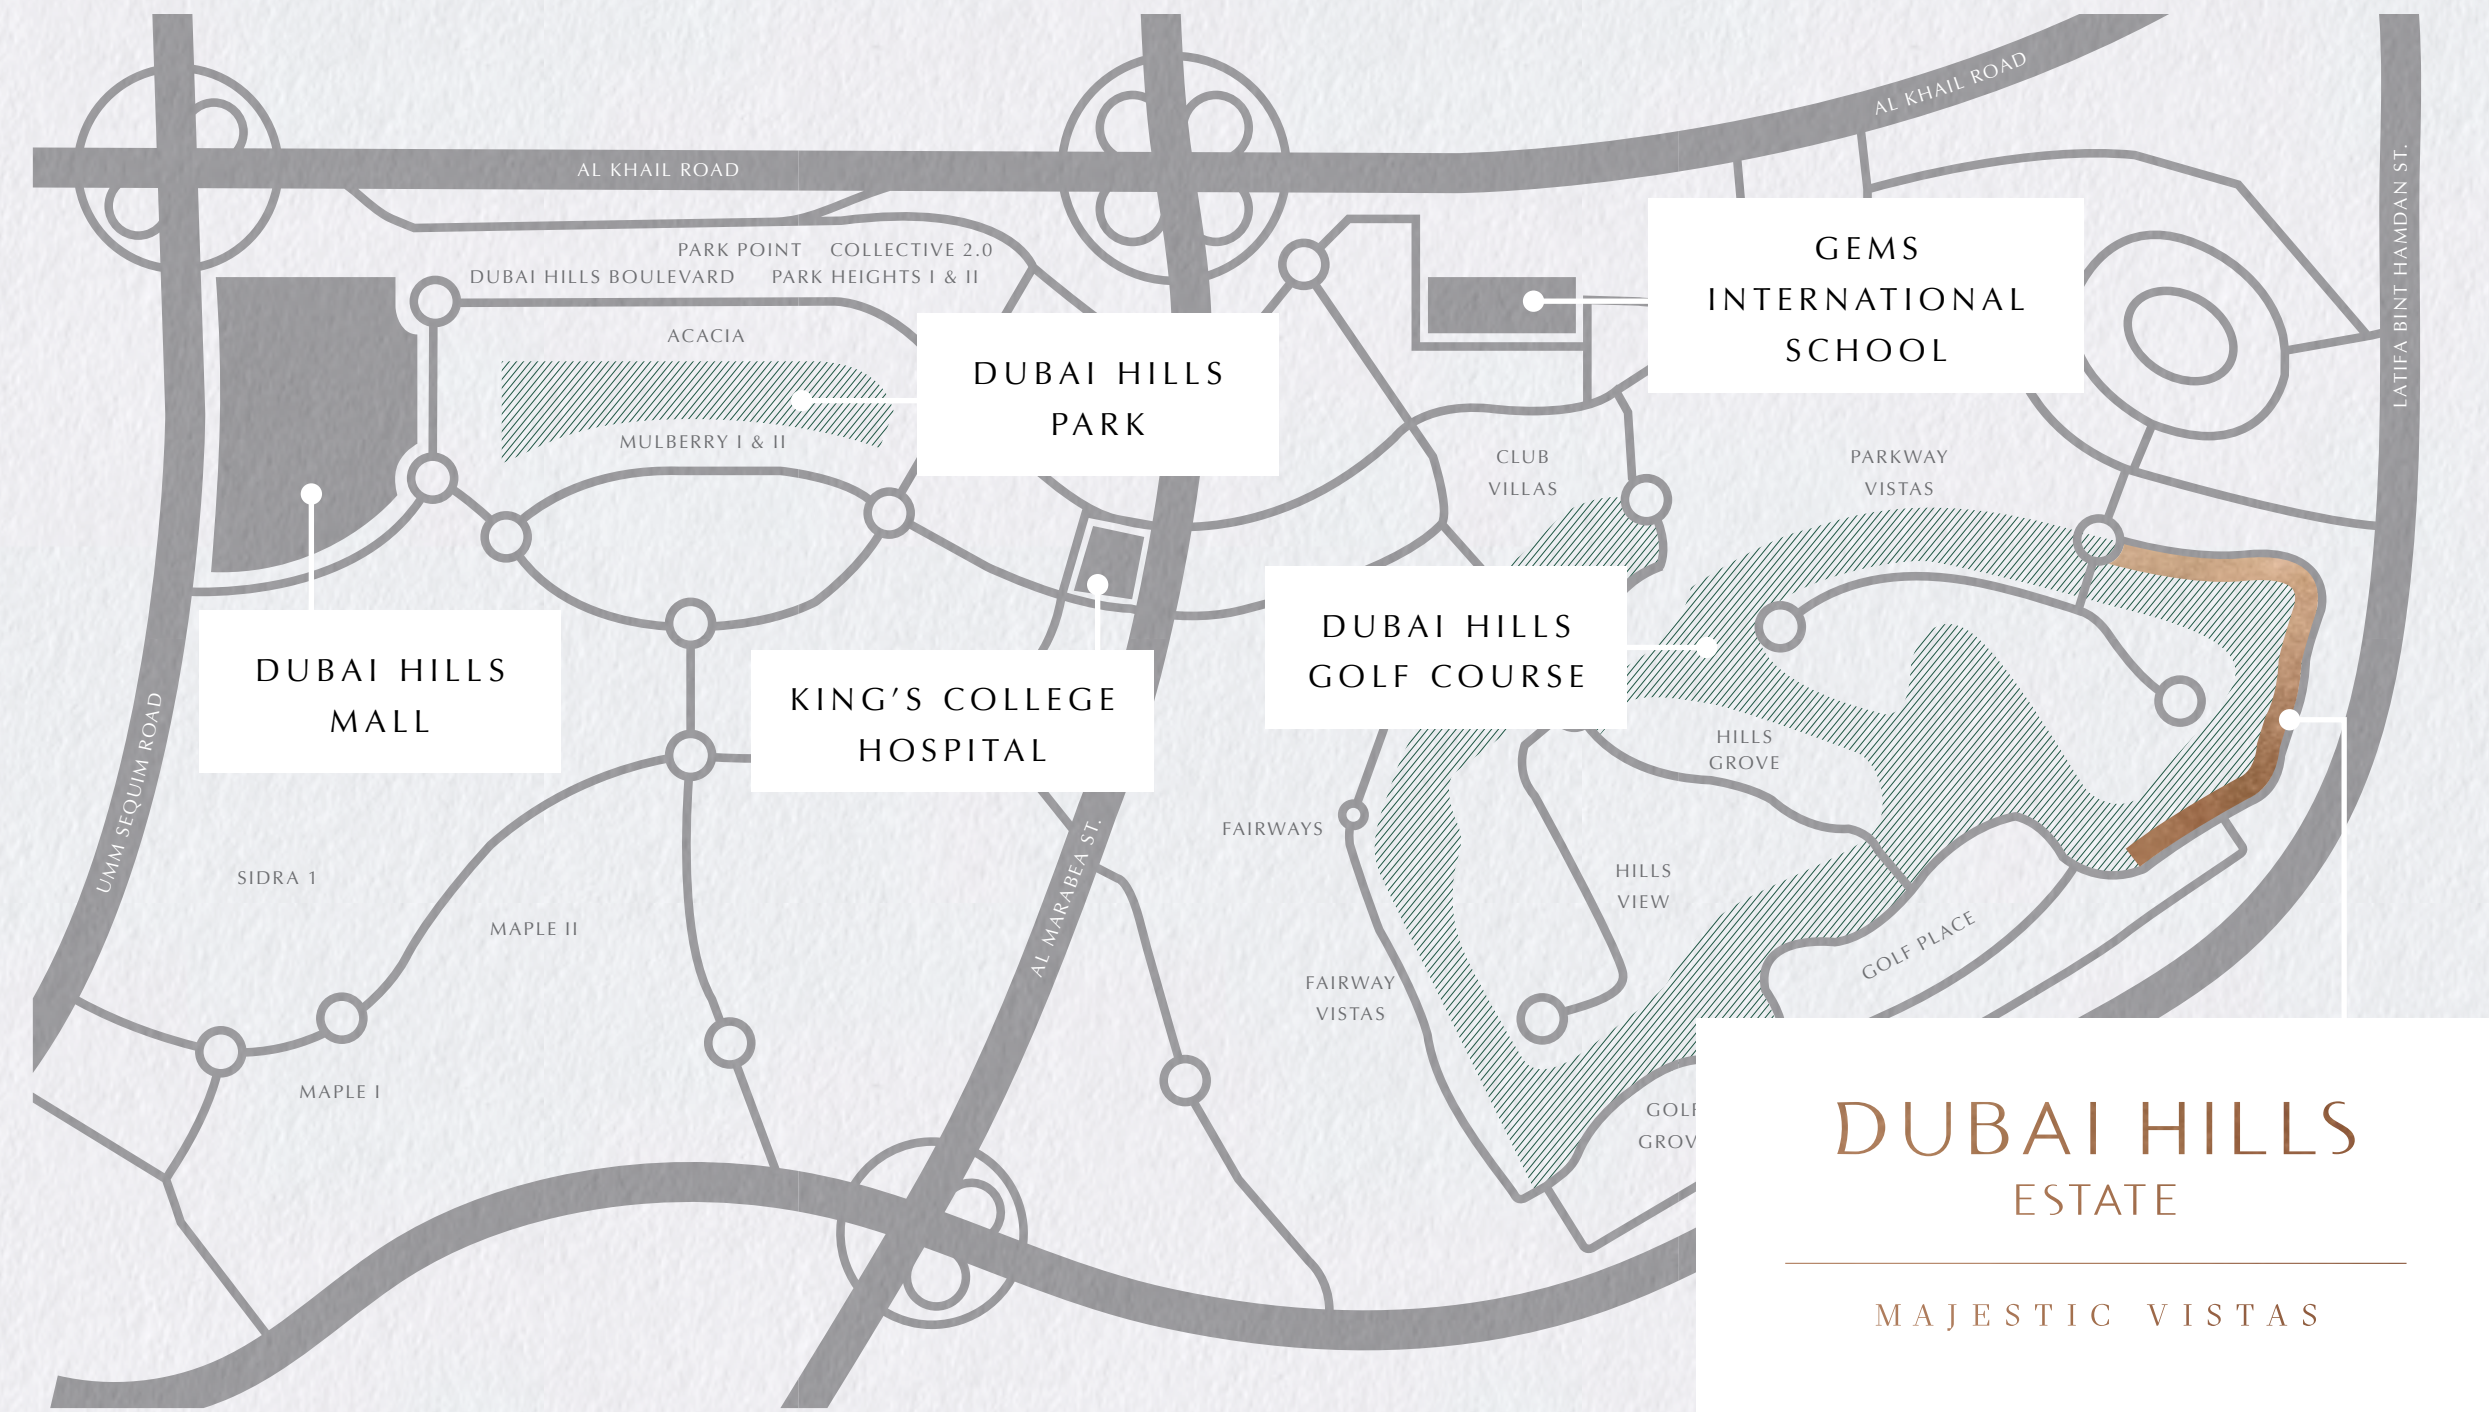 AL KHAIL ROAD
AL KHAIL ROAD
LATIFA BINT HAMDAN ST.
PARK POINT COLLECTIVE 2.0
DUBAI HILLS BOULEVARD PARK HEIGHTS I & II
ACACIA
MULBERRY I & II
DUBAI HILLS
PARK
GEMS
INTERNATIONAL
SCHOOL
CLUB
VILLAS
PARKWAY
VISTAS
DUBAI HILLS
MALL
KING’S COLLEGE
HOSPITAL
DUBAI HILLS
GOLF COURSE
UMM SEQUIM ROAD
HILLS
GROVE
FAIRWAYS
AL MARABEA ST.
SIDRA 1
MAPLE II
HILLS
VIEW
GOLF PLACE
FAIRWAY
VISTAS
MAPLE I
GOLF
GROV
DUBAI HILLS
ESTATE
MAJESTIC VISTAS